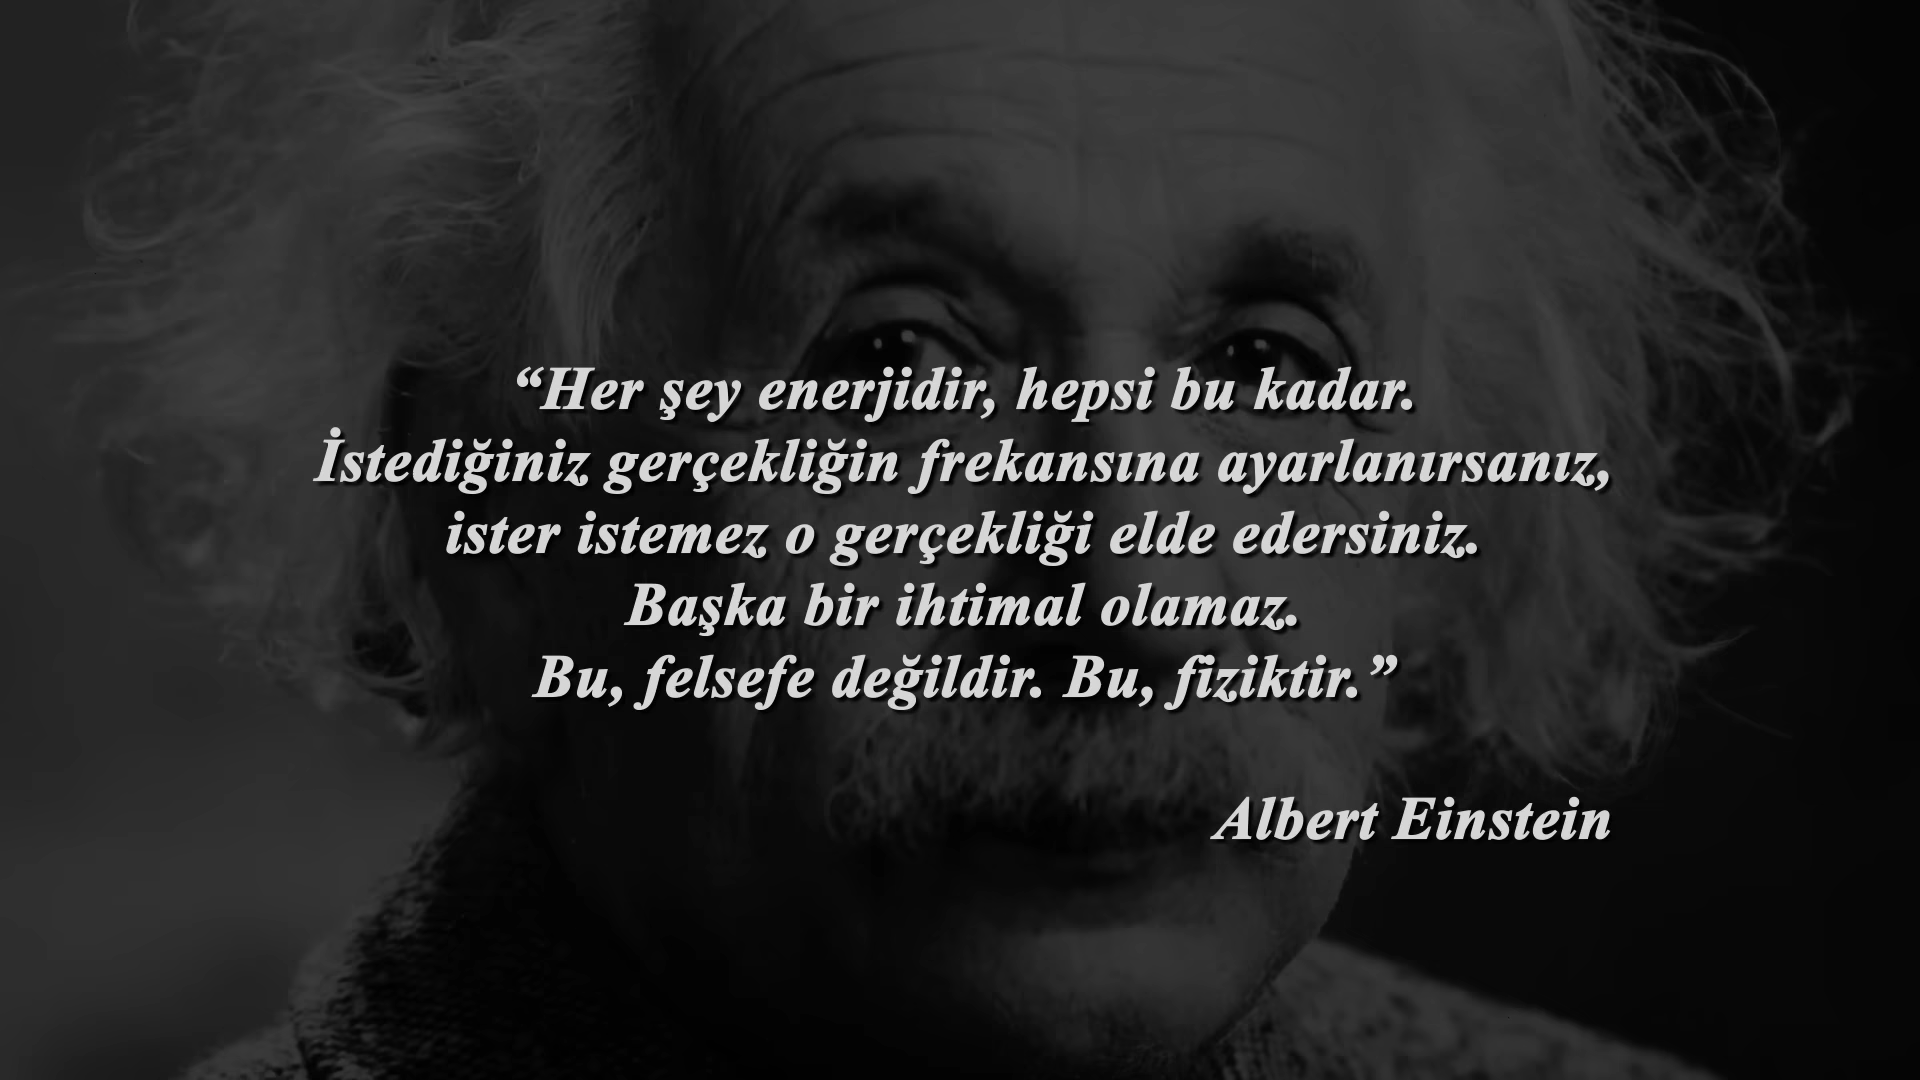 “Her şey enerjidir, hepsi bu kadar.
İstediğiniz gerçekliğin frekansına ayarlanırsanız,
ister istemez o gerçekliği elde edersiniz.
Başka bir ihtimal olamaz.
Bu, felsefe değildir. Bu, fiziktir.”
Albert Einstein